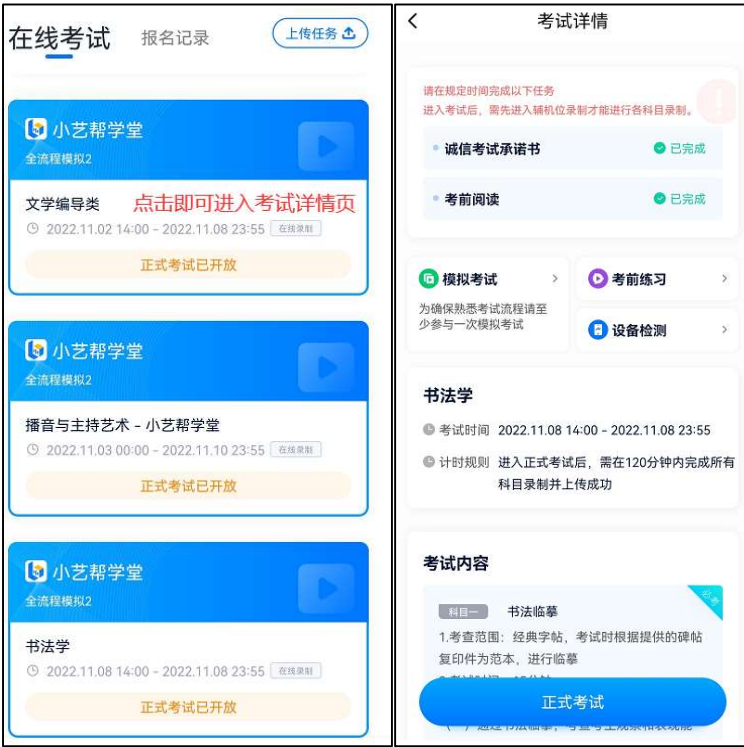 在线考试
报名记录
上传任务
小艺帮学堂
全流程模拟2
文学编导类
点击即可进入考试详情页
2022.11.02 14:00 - 2022.11.08 23:55
在线录制
正式考试已开放
小艺帮学堂
全流程模拟2
播音与主持艺术 - 小艺帮学堂
2022.11.03 00:00 - 2022.11.10 23:55
在线录制
正式考试已开放
小艺帮学堂
全流程模拟2
书法学
2022.11.08 14:00 - 2022.11.08 23:55
在线录制
正式考试已开放
考试详情
请在规定时间完成以下任务
进入考试后，需先进入辅机位录制才能进行各科目录制。
诚信考试承诺书
已完成
考前阅读
已完成
模拟考试
为确保熟悉考试流程请至
少参与一次模拟考试
考前练习
设备检测
书法学
考试时间 2022.11.08 14:00 - 2022.11.08 23:55
计时规则 进入正式考试后，需在120分钟内完成所有
科目录制并上传成功
考试内容
必考
科目一 书法临摹
1.考查范围：经典字帖，考试时根据提供的碑帖
复印件为范本，进行临摹
正式考试